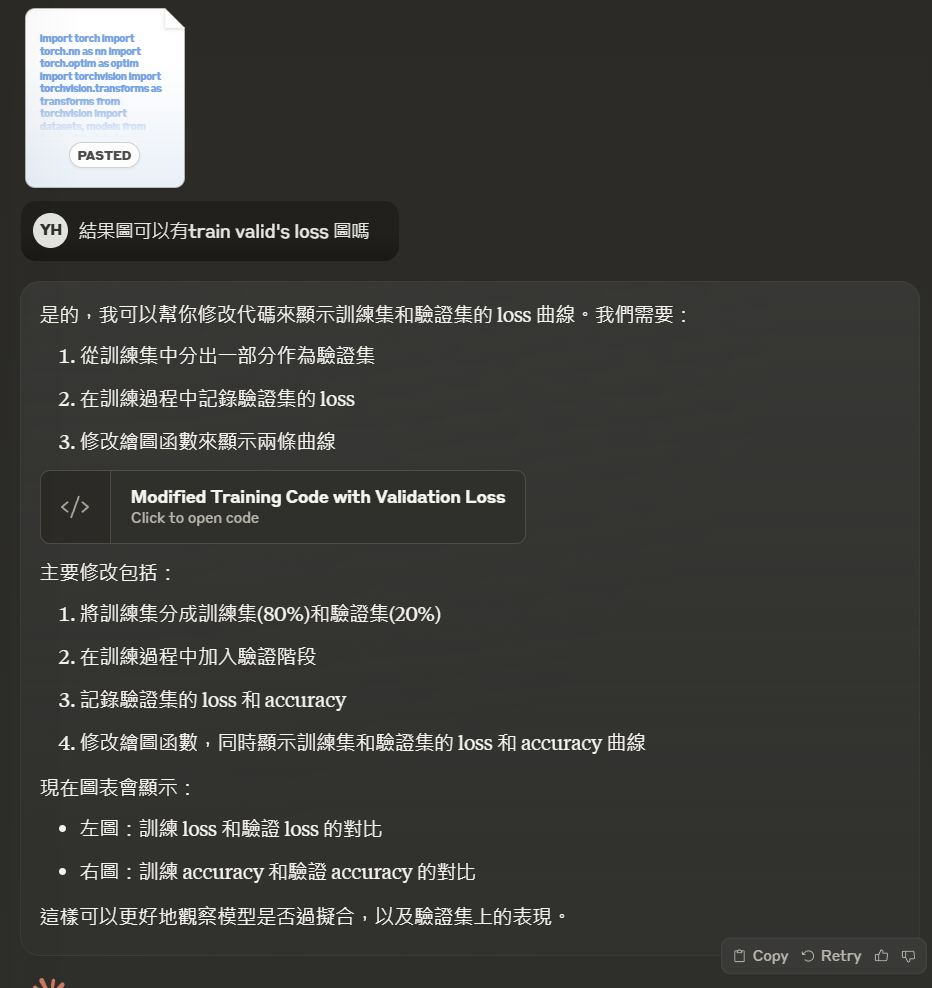 import torch import
torch.nn as nn import
torch.optim as optim
import torchvision import
torchvision.transforms as
transforms from
torchvision import
datasets, models from
PASTED
YH 結果圖可以有train valid's loss 圖嗎
是的，我可以幫你修改代碼來顯示訓練集和驗證集的 loss 曲線。我們需要：
1. 從訓練集中分出一部分作為驗證集
2. 在訓練過程中記錄驗證集的 loss
3. 修改繪圖函數來顯示兩條曲線
</> Modified Training Code with Validation Loss
Click to open code
主要修改包括：
1. 將訓練集分成訓練集(80%)和驗證集(20%)
2. 在訓練過程中加入驗證階段
3. 記錄驗證集的 loss 和 accuracy
4. 修改繪圖函數，同時顯示訓練集和驗證集的 loss 和 accuracy 曲線
現在圖表會顯示：
• 左圖：訓練 loss 和驗證 loss 的對比
• 右圖：訓練 accuracy 和驗證 accuracy 的對比
這樣可以更好地觀察模型是否過擬合，以及驗證集上的表現。
Copy Retry